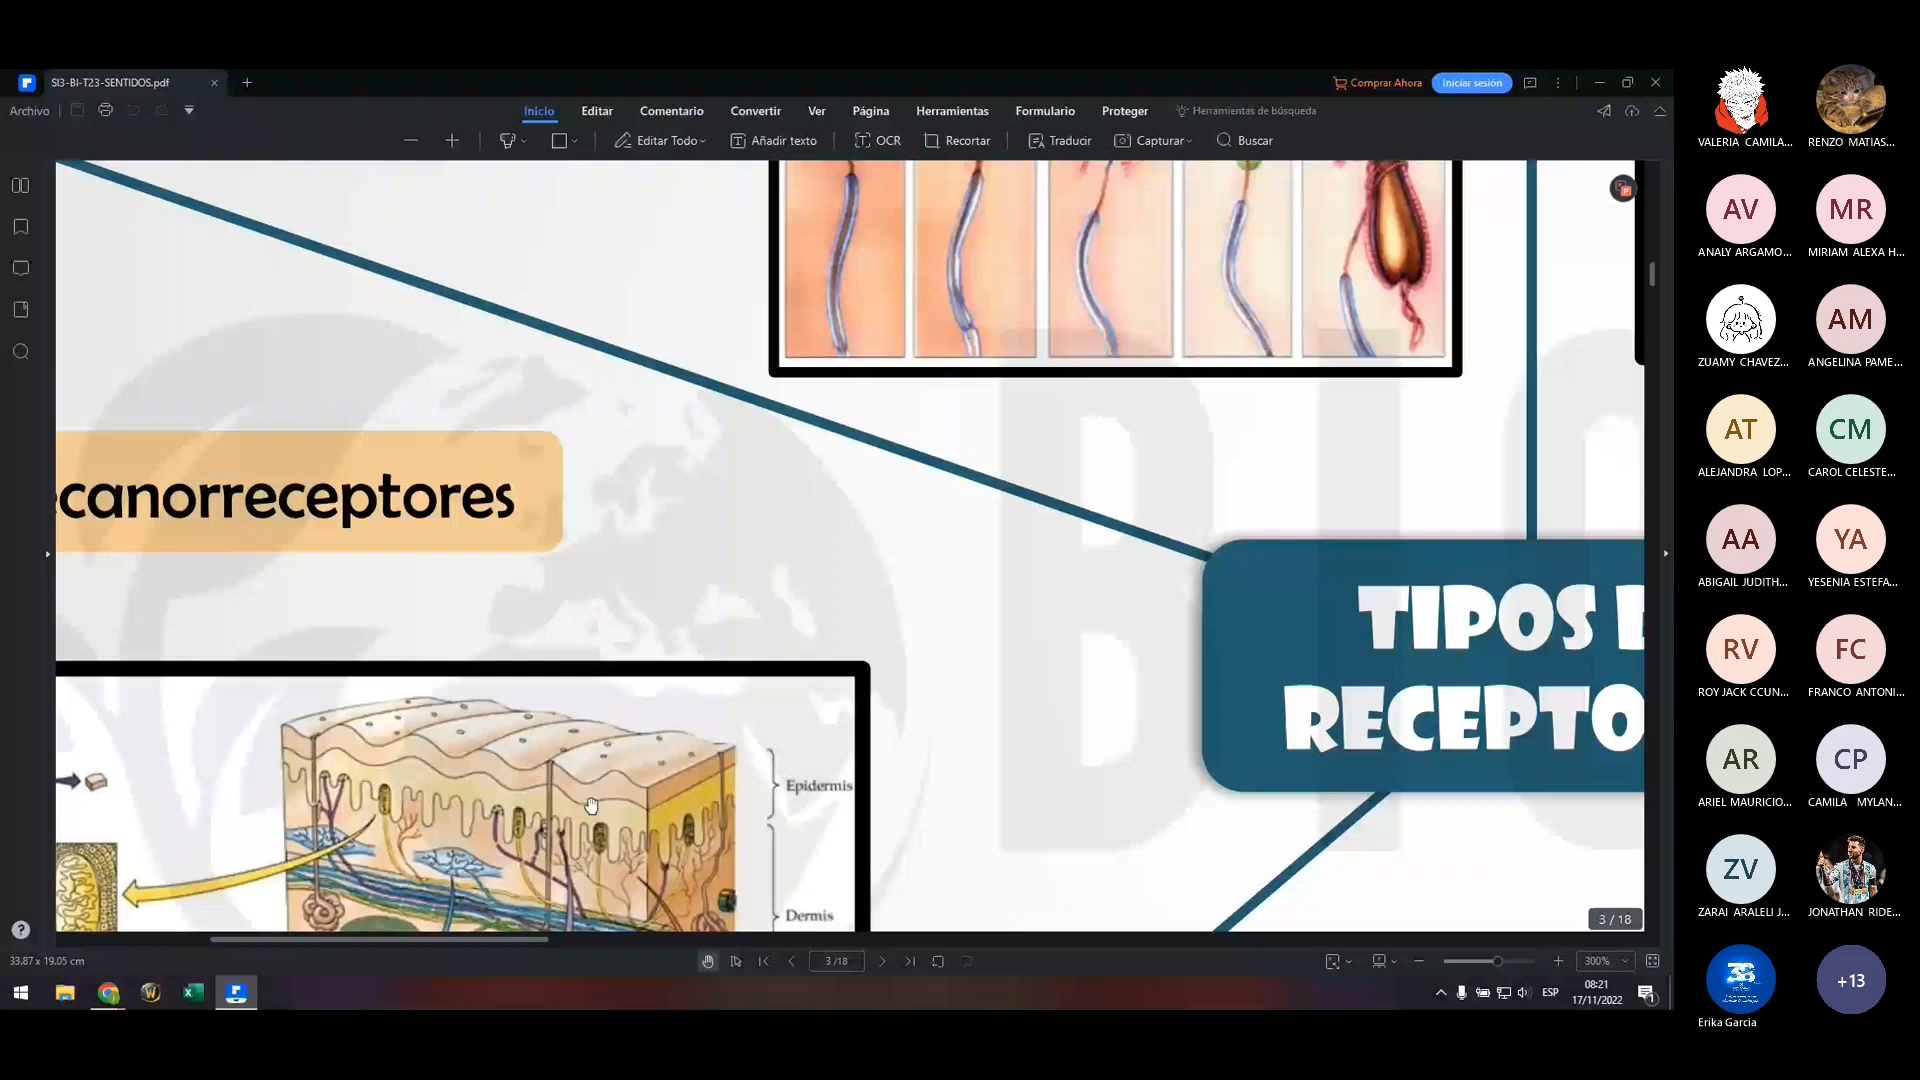 SI3-BI-T23-SENTIDOS.pdf
Comprar Ahora
Iniciar sesión
Archivo
Inicio
Editar
Comentario
Convertir
Ver
Página
Herramientas
Formulario
Proteger
Herramientas de búsqueda
Editar Todo
Añadir texto
OCR
Recortar
Traducir
Capturar
Buscar
ecanorreceptores
TIPOS D
RECEPTO
BIO
Epidermis
Dermis
3 / 18
33.87 x 19.05 cm
3 /18
300%
ESP
08:21
17/11/2022
1
VALERIA CAMILA...
RENZO MATIAS...
AV
MR
ANALY ARGAMO...
MIRIAM ALEXA H...
AM
ZUAMY CHAVEZ...
ANGELINA PAME...
AT
CM
ALEJANDRA LOP...
CAROL CELESTE...
AA
YA
ABIGAIL JUDITH...
YESENIA ESTEFA...
RV
FC
ROY JACK CCUN...
FRANCO ANTONI...
AR
CP
ARIEL MAURICIO...
CAMILA MYLAN...
ZV
ZARAI ARALELI J...
JONATHAN RIDE...
+13
Erika Garcia